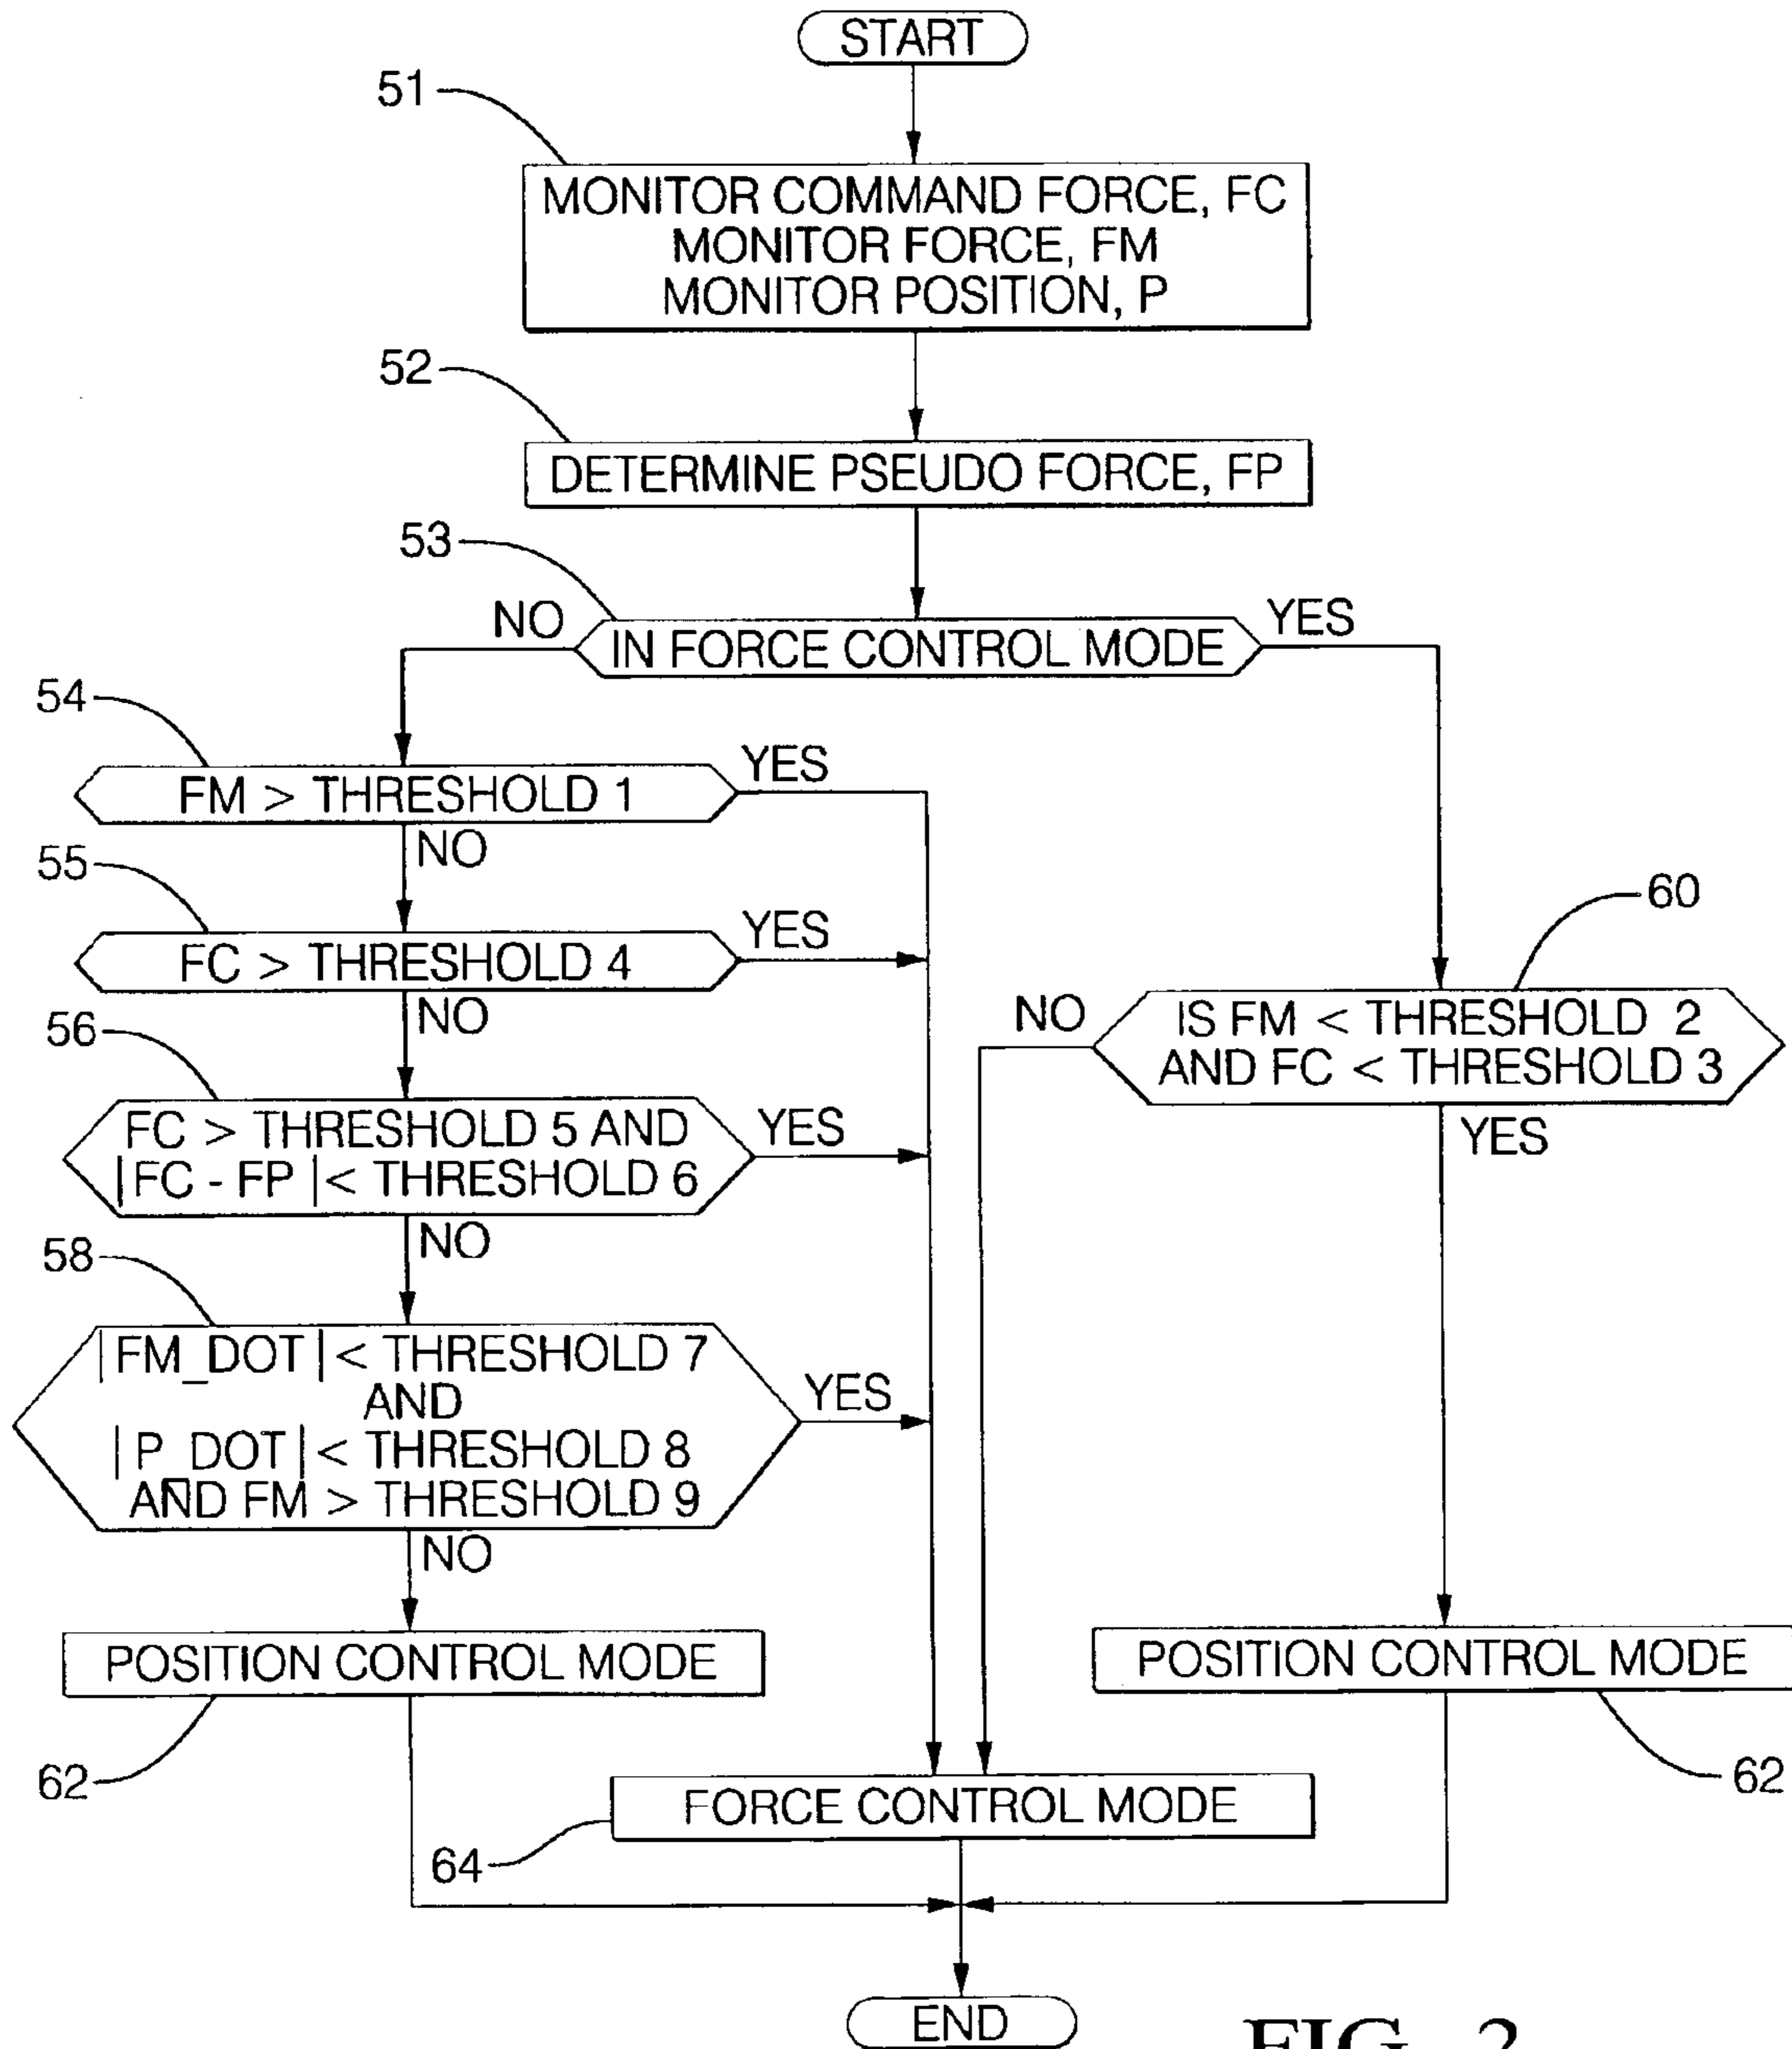 START
51
MONITOR COMMAND FORCE, FC
MONITOR FORCE, FM
MONITOR POSITION, P
52
DETERMINE PSEUDO FORCE, FP
53
NO
IN FORCE CONTROL MODE
YES
54
FM > THRESHOLD 1
YES
NO
55
FC > THRESHOLD 4
YES
NO
60
NO
IS FM < THRESHOLD 2
AND FC < THRESHOLD 3
YES
56
FC > THRESHOLD 5 AND
|FC - FP |< THRESHOLD 6
YES
NO
58
|FM_DOT |< THRESHOLD 7
AND
| P_DOT |< THRESHOLD 8
AND FM > THRESHOLD 9
YES
NO
POSITION CONTROL MODE
62
POSITION CONTROL MODE
62
FORCE CONTROL MODE
64
END
FIG. 2